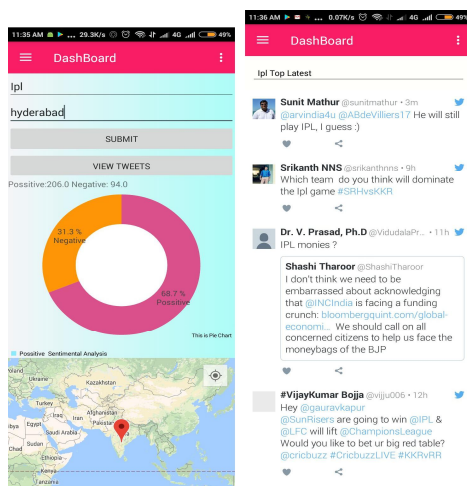 11:35 AM ... 29.3K/s 4G 49%
DashBoard
Ipl
hyderabad
SUBMIT
VIEW TWEETS
Possitive:206.0 Negative: 94.0
31.3 %
Negative
68.7 %
Possitive
This is Pie Chart
Possitive Sentimental Analysis
Poland
Ukraine
Kazakhstan
Turkey
Iraq
Iran
Afghanistan
Pakistan
Libya
Egypt
Saudi Arabia
Chad
Sudan
Ethiopia
Kenya
Tanzania
11:36 AM ... 0.07K/s 4G 49%
DashBoard
Ipl Top Latest
Sunit Mathur @sunitmathur • 3m
@arvindia4u @ABdeVilliers17 He will still
play IPL, I guess :)
Srikanth NNS @srikanthnns • 9h
Which team do you think will dominate
the Ipl game #SRHvsKKR
Dr. V. Prasad, Ph.D @VidudalaPr... • 11h
IPL monies ?
Shashi Tharoor @ShashiTharoor
I don't think we need to be
embarrassed about acknowledging
that @INCIndia is facing a funding
crunch: bloombergquint.com/global-
economi... We should call on all
concerned citizens to help us face the
moneybags of the BJP
#VijayKumar Bojja @vijju006 • 12h
Hey @gauravkapur
@SunRisers are going to win @IPL &
@LFC will lift @ChampionsLeague
Would you like to bet ur big red table?
@cricbuzz #CricbuzzLIVE #KKRvRR